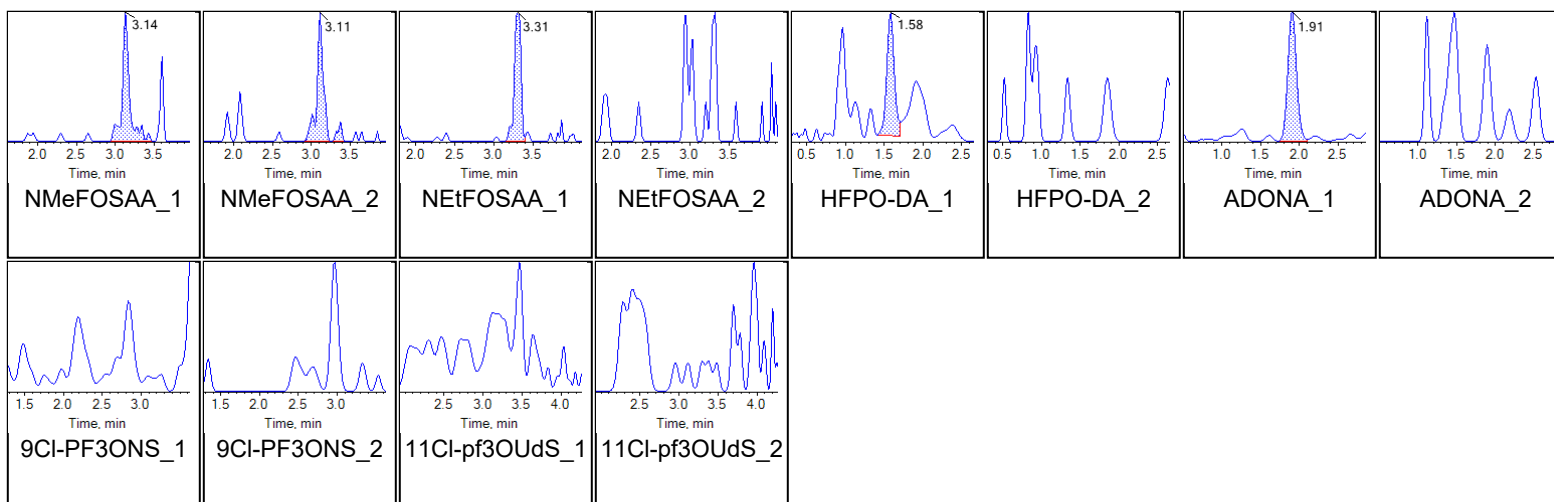 3.14
3.11
3.31
1.58
1.91
2.0 2.5 3.0 3.5
2.0 2.5 3.0 3.5
2.0 2.5 3.0 3.5
2.0 2.5 3.0 3.5
0.5 1.0 1.5 2.0 2.5
0.5 1.0 1.5 2.0 2.5
1.0 1.5 2.0 2.5
1.0 1.5 2.0 2.5
Time, min
Time, min
Time, min
Time, min
Time, min
Time, min
Time, min
Time, min
NMeFOSAA_1
NMeFOSAA_2
NEtFOSAA_1
NEtFOSAA_2
HFPO-DA_1
HFPO-DA_2
ADONA_1
ADONA_2
1.5 2.0 2.5 3.0
1.5 2.0 2.5 3.0
2.5 3.0 3.5 4.0
2.5 3.0 3.5 4.0
Time, min
Time, min
Time, min
Time, min
9Cl-PF3ONS_1
9Cl-PF3ONS_2
11Cl-pf3OUdS_1
11Cl-pf3OUdS_2